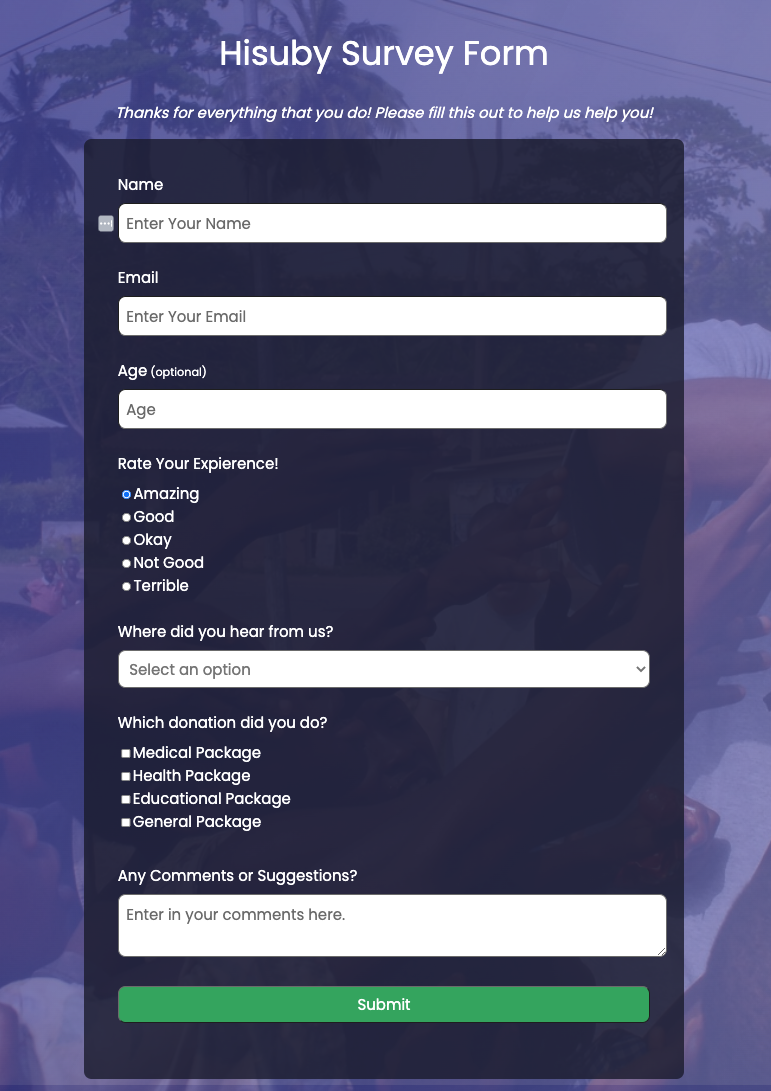 Hisuby Survey Form
Thanks for everything that you do! Please fill this out to help us help you!
Name
Enter Your Name
Email
Enter Your Email
Age (optional)
Age
Rate Your Expierence!
Amazing
Good
Okay
Not Good
Terrible
Where did you hear from us?
Select an option
Which donation did you do?
Medical Package
Health Package
Educational Package
General Package
Any Comments or Suggestions?
Enter in your comments here.
Submit